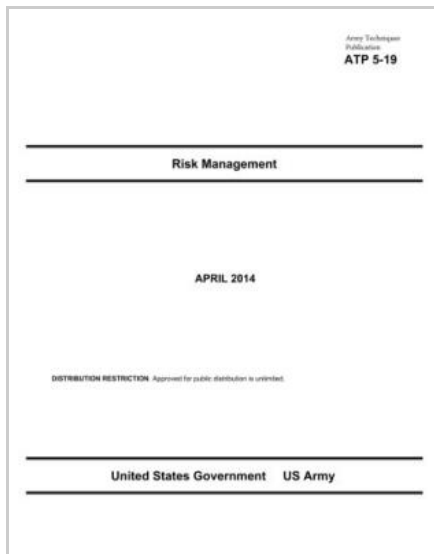 Army Techniques
Publication
ATP 5-19
Risk Management
APRIL 2014
DISTRIBUTION RESTRICTION. Approved for public distribution is unlimited.
United States Government US Army